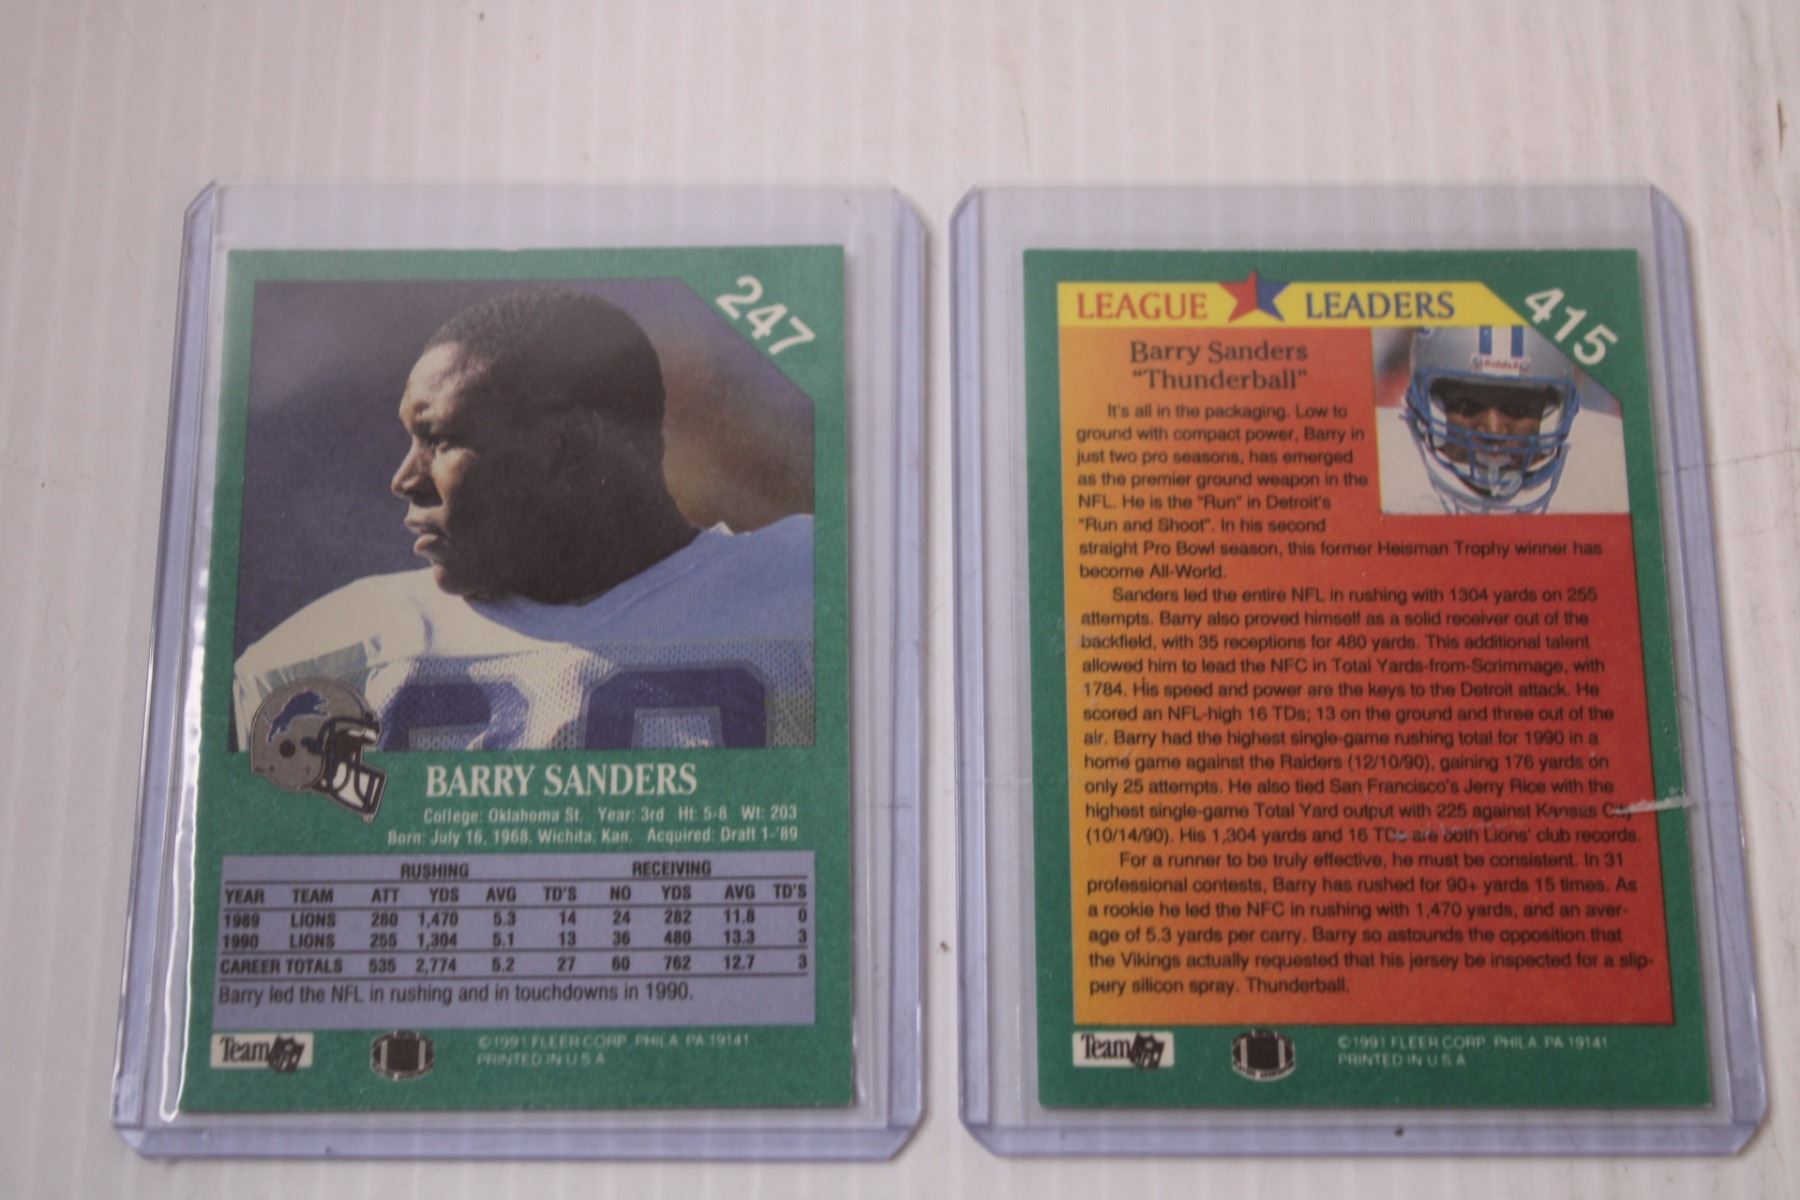 247
BARRY SANDERS
College: Oklahoma St. Year: 3rd Ht: 5-8 Wt: 203
Born: July 16, 1968, Wichita, Kan. Acquired: Draft 1-'89
RUSHING RECEIVING
YEAR TEAM ATT YDS AVG TD'S NO YDS AVG TD'S
1989 LIONS 280 1,470 5.3 14 24 282 11.8 0
1990 LIONS 255 1,304 5.1 13 36 480 13.3 3
CAREER TOTALS 535 2,774 5.2 27 60 762 12.7 3
Barry led the NFL in rushing and in touchdowns in 1990.
Team NFL
©1991 FLEER CORP. PHILA. PA 19141
PRINTED IN U S A
LEAGUE LEADERS
415
Riddell
Barry Sanders
"Thunderball"
It's all in the packaging. Low to
ground with compact power, Barry in
just two pro seasons, has emerged
as the premier ground weapon in the
NFL. He is the "Run" in Detroit's
"Run and Shoot". In his second
straight Pro Bowl season, this former Heisman Trophy winner has
become All-World.
Sanders led the entire NFL in rushing with 1304 yards on 255
attempts. Barry also proved himself as a solid receiver out of the
backfield, with 35 receptions for 480 yards. This additional talent
allowed him to lead the NFC in Total Yards-from-Scrimmage, with
1784. His speed and power are the keys to the Detroit attack. He
scored an NFL-high 16 TDs; 13 on the ground and three out of the
air. Barry had the highest single-game rushing total for 1990 in a
home game against the Raiders (12/10/90), gaining 176 yards on
only 25 attempts. He also tied San Francisco's Jerry Rice with the
highest single-game Total Yard output with 225 against Kansas City
(10/14/90). His 1,304 yards and 16 TDs are both Lions' club records.
For a runner to be truly effective, he must be consistent. In 31
professional contests, Barry has rushed for 90+ yards 15 times. As
a rookie he led the NFC in rushing with 1,470 yards, and an aver-
age of 5.3 yards per carry. Barry so astounds the opposition that
the Vikings actually requested that his jersey be inspected for a slip-
pery silicon spray. Thunderball.
Team NFL
©1991 FLEER CORP. PHILA. PA 19141
PRINTED IN U S A